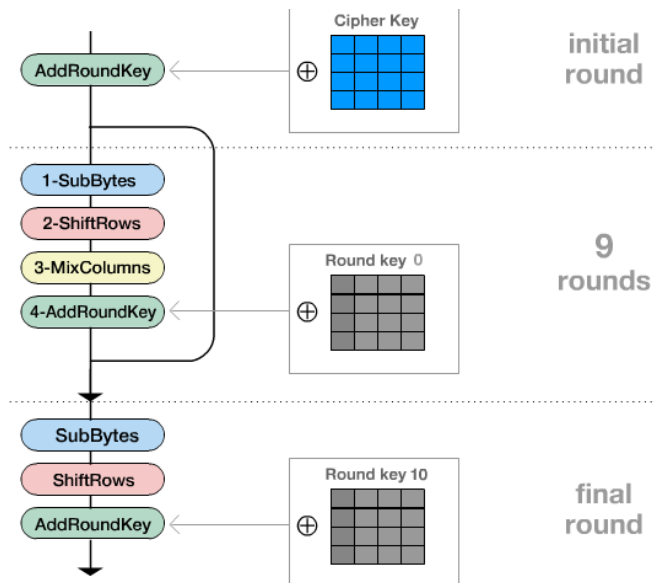 Cipher Key
initial
round
AddRoundKey
1-SubBytes
2-ShiftRows
3-MixColumns
4-AddRoundKey
Round key 0
9
rounds
SubBytes
ShiftRows
AddRoundKey
Round key 10
final
round